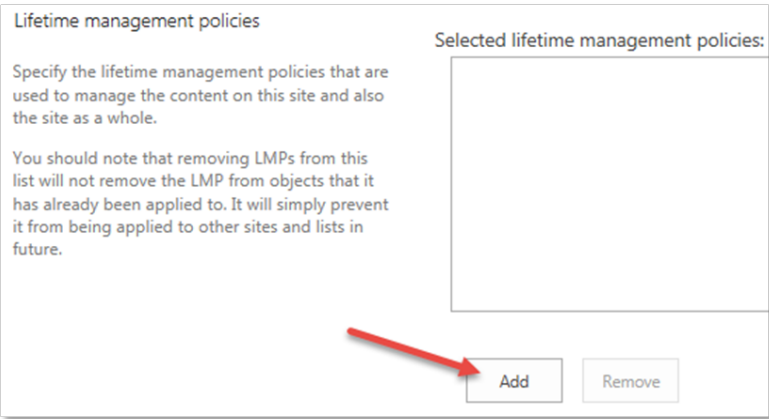 Lifetime management policies
Selected lifetime management policies:
Specify the lifetime management policies that are
used to manage the content on this site and also
the site as a whole.
You should note that removing LMPs from this
list will not remove the LMP from objects that it
has already been applied to. It will simply prevent
it from being applied to other sites and lists in
future.
Add
Remove